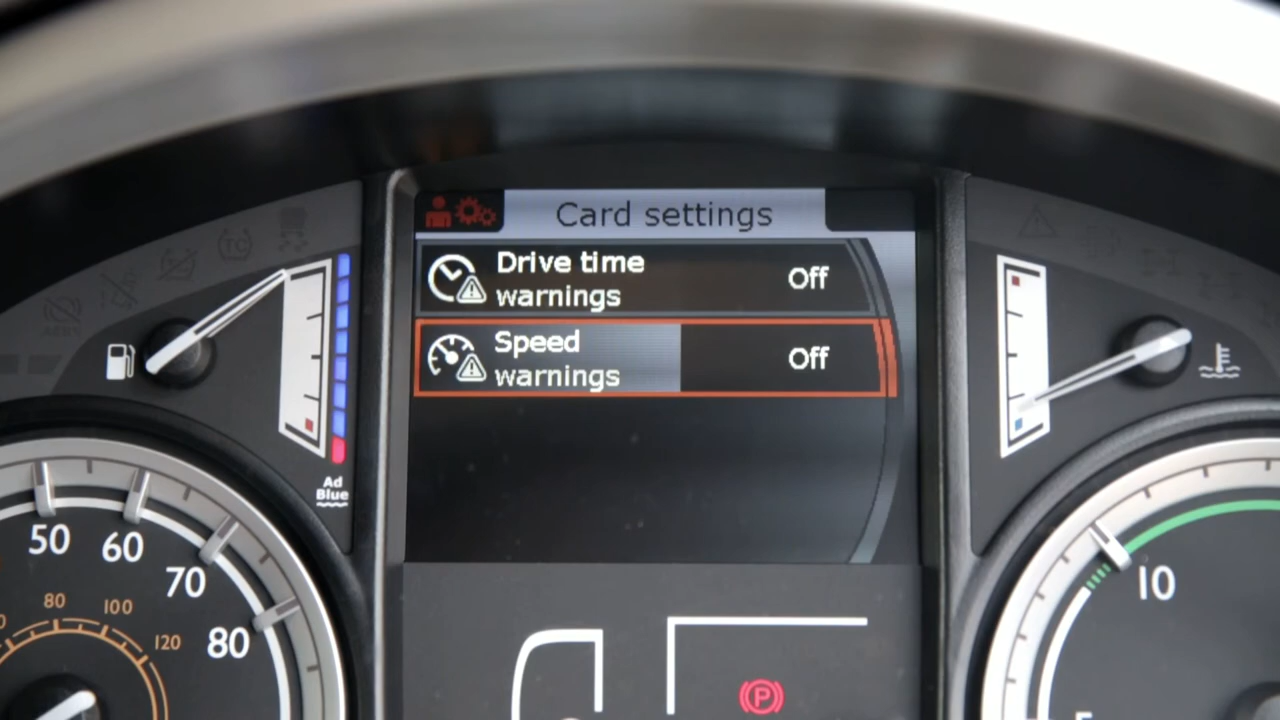 Card settings
Drive time
warnings
Off
Speed
warnings
Off
TC
Ad
Blue
50
60
70
80
80
100
120
10
P